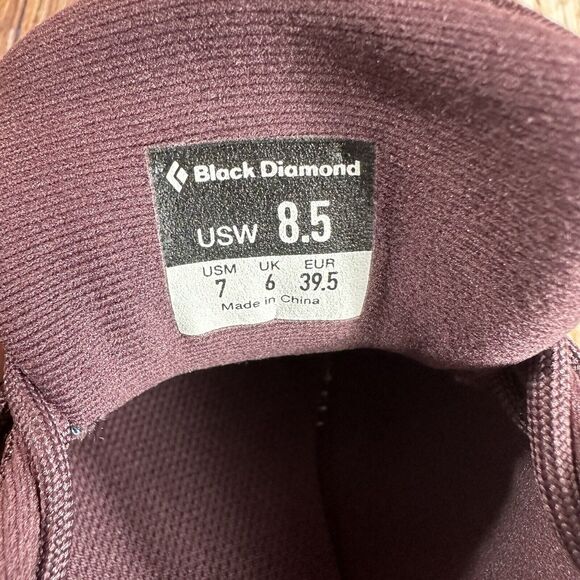 Black Diamond
USW 8.5
USM UK EUR
7 6 39.5
Made in China